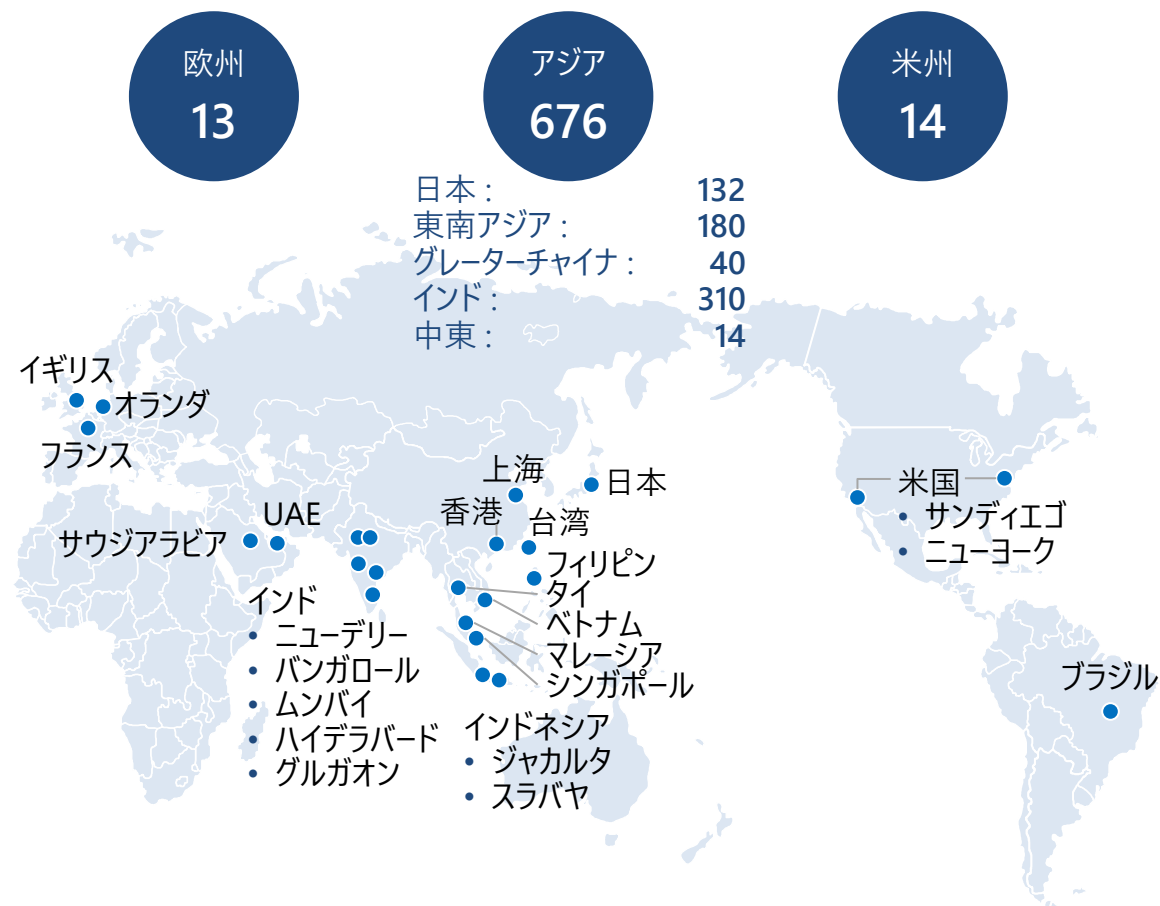 欧州
13
アジア
676
米州
14
日本 : 132
東南アジア : 180
グレーターチャイナ : 40
インド : 310
中東 : 14
イギリス
オランダ
フランス
サウジアラビア
UAE
インド
• ニューデリー
• バンガロール
• ムンバイ
• ハイデラバード
• グルガオン
上海
日本
香港
台湾
フィリピン
タイ
ベトナム
マレーシア
シンガポール
インドネシア
• ジャカルタ
• スラバヤ
米国
• サンディエゴ
• ニューヨーク
ブラジル